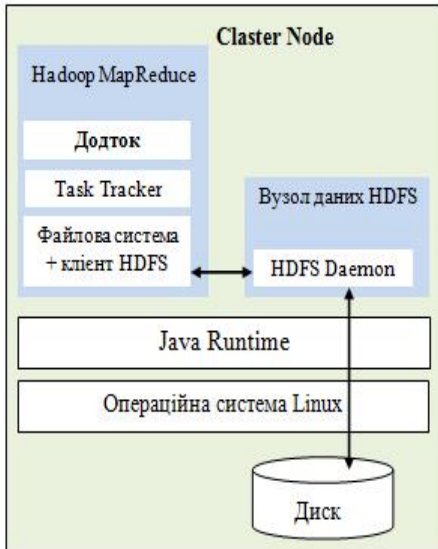 Claster Node
Hadoop MapReduce
Додток
Task Tracker
Файлова система
+ клієнт HDFS
Вузол даних HDFS
HDFS Daemon
Java Runtime
Операційна система Linux
Диск